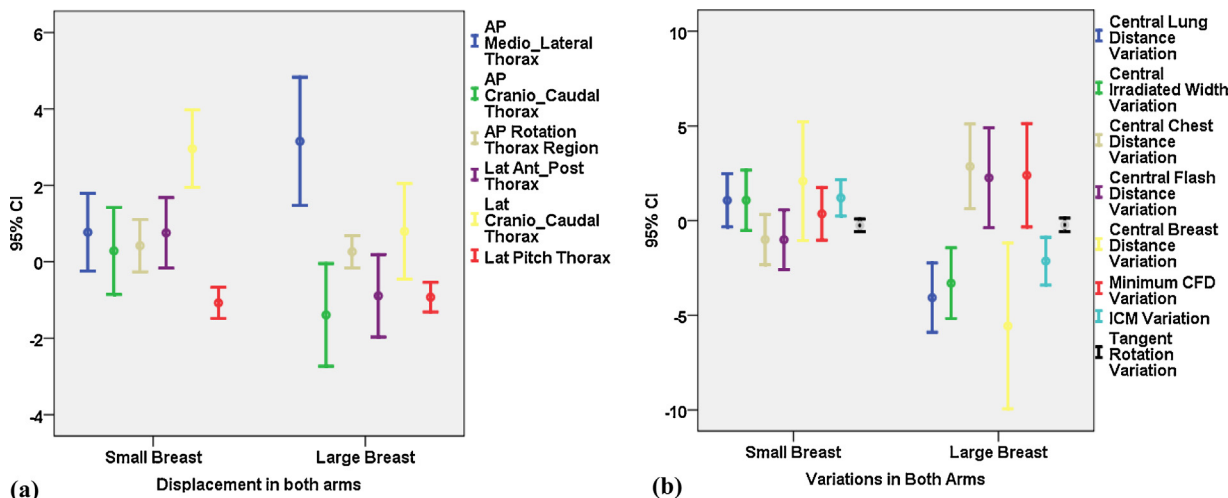 6
4
2
0
-2
-4
95% CI
Small Breast
Large Breast
Displacement in both arms
(a)
AP
Medio_Lateral
Thorax
AP
Cranio_Caudal
Thorax
AP Rotation
Thorax Region
Lat Ant_Post
Thorax
Lat
Cranio_Caudal
Thorax
Lat Pitch Thorax
10
5
0
-5
-10
95% CI
Small Breast
Large Breast
Variations in Both Arms
(b)
Central Lung
Distance
Variation
Central
Irradiated Width
Variation
Central Chest
Distance
Variation
Cenrtral Flash
Distance
Variation
Central Breast
Distance
Variation
Minimum CFD
Variation
ICM Variation
Tangent
Rotation
Variation